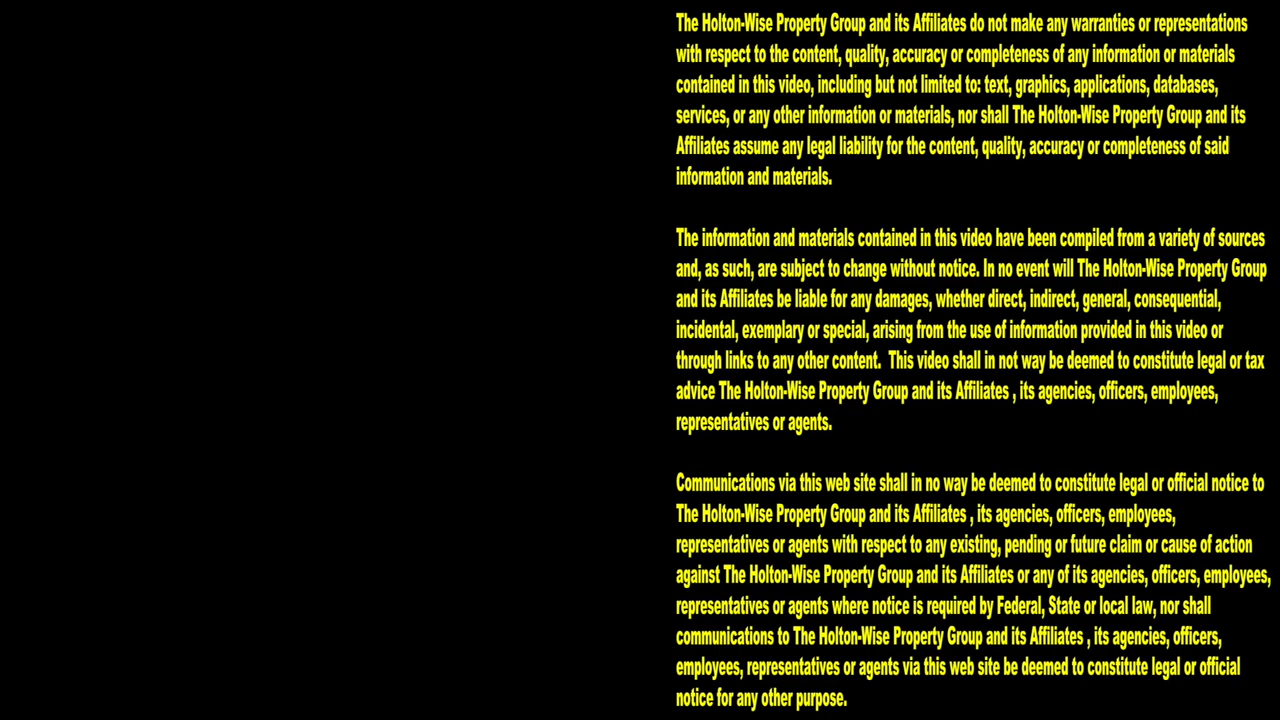 The Holton-Wise Property Group and its Affiliates do not make any warranties or representations
with respect to the content, quality, accuracy or completeness of any information or materials
contained in this video, including but not limited to: text, graphics, applications, databases,
services, or any other information or materials, nor shall The Holton-Wise Property Group and its
Affiliates assume any legal liability for the content, quality, accuracy or completeness of said
information and materials.
The information and materials contained in this video have been compiled from a variety of sources
and, as such, are subject to change without notice. In no event will The Holton-Wise Property Group
and its Affiliates be liable for any damages, whether direct, indirect, general, consequential,
incidental, exemplary or special, arising from the use of information provided in this video or
through links to any other content.  This video shall in not way be deemed to constitute legal or tax
advice The Holton-Wise Property Group and its Affiliates , its agencies, officers, employees,
representatives or agents.
Communications via this web site shall in no way be deemed to constitute legal or official notice to
The Holton-Wise Property Group and its Affiliates , its agencies, officers, employees,
representatives or agents with respect to any existing, pending or future claim or cause of action
against The Holton-Wise Property Group and its Affiliates or any of its agencies, officers, employees,
representatives or agents where notice is required by Federal, State or local law, nor shall
communications to The Holton-Wise Property Group and its Affiliates , its agencies, officers,
employees, representatives or agents via this web site be deemed to constitute legal or official
notice for any other purpose.